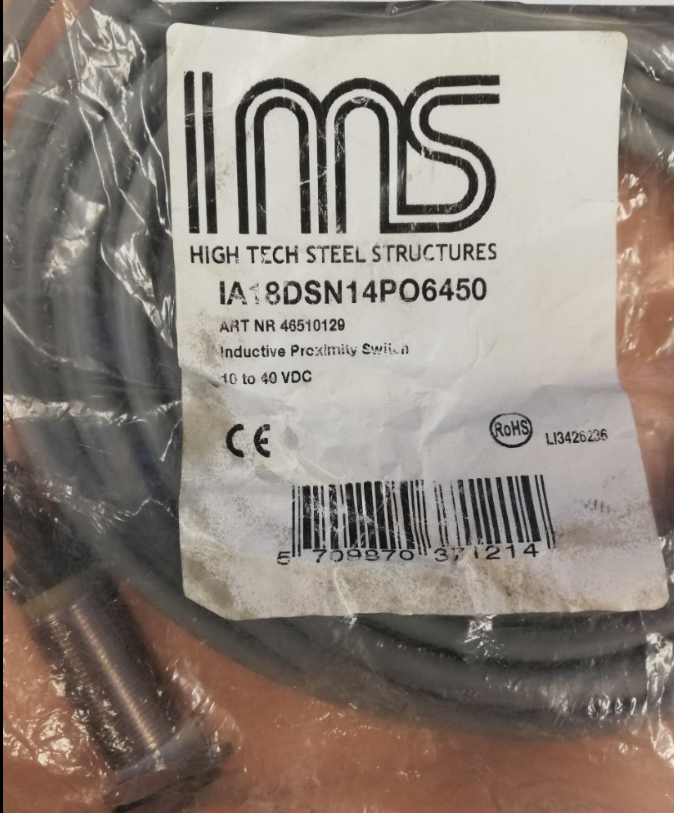 IMS
HIGH TECH STEEL STRUCTURES
IA18DSN14PO6450
ART NR 46510129
Inductive Proximity Switch
10 to 40 VDC
CE
RoHS
LI3426236
5 709870 371214